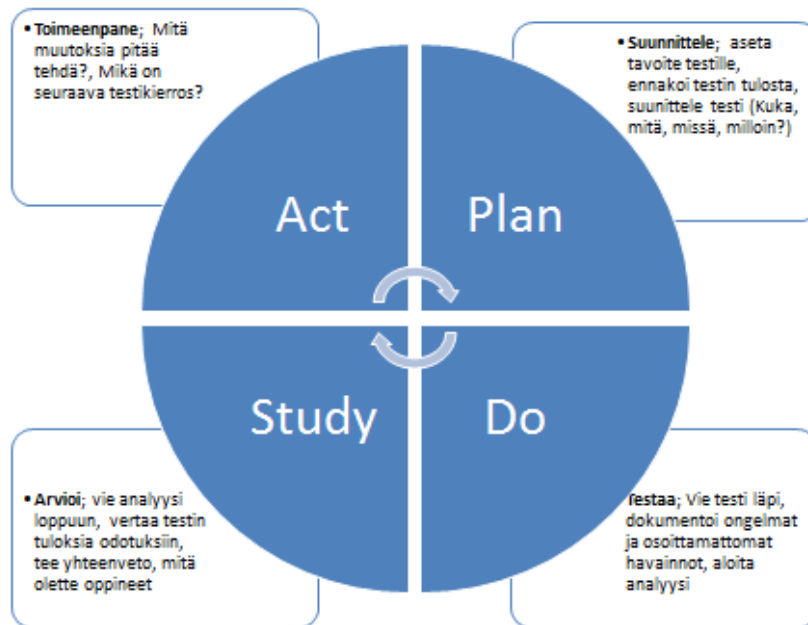 • Toimeenpane; Mitä
muutoksia pitää
tehdä?, Mikä on
seuraava testikierros?
• Suunnittele; aseta
tavoite testille,
ennakoi testin tulosta,
suunittele testi (Kuka,
mitä, missä, milloin?)
Act
Plan
Study
Do
• Arvioi; vie analyysi
loppuun, vertaa testin
tuloksia odotuksiin,
tee yhteenveto, mitä
olette oppineet
Testaa; Vie testi läpi,
dokumentoi ongelmat
ja osoittamattomat
havainnot, aloita
analyysi